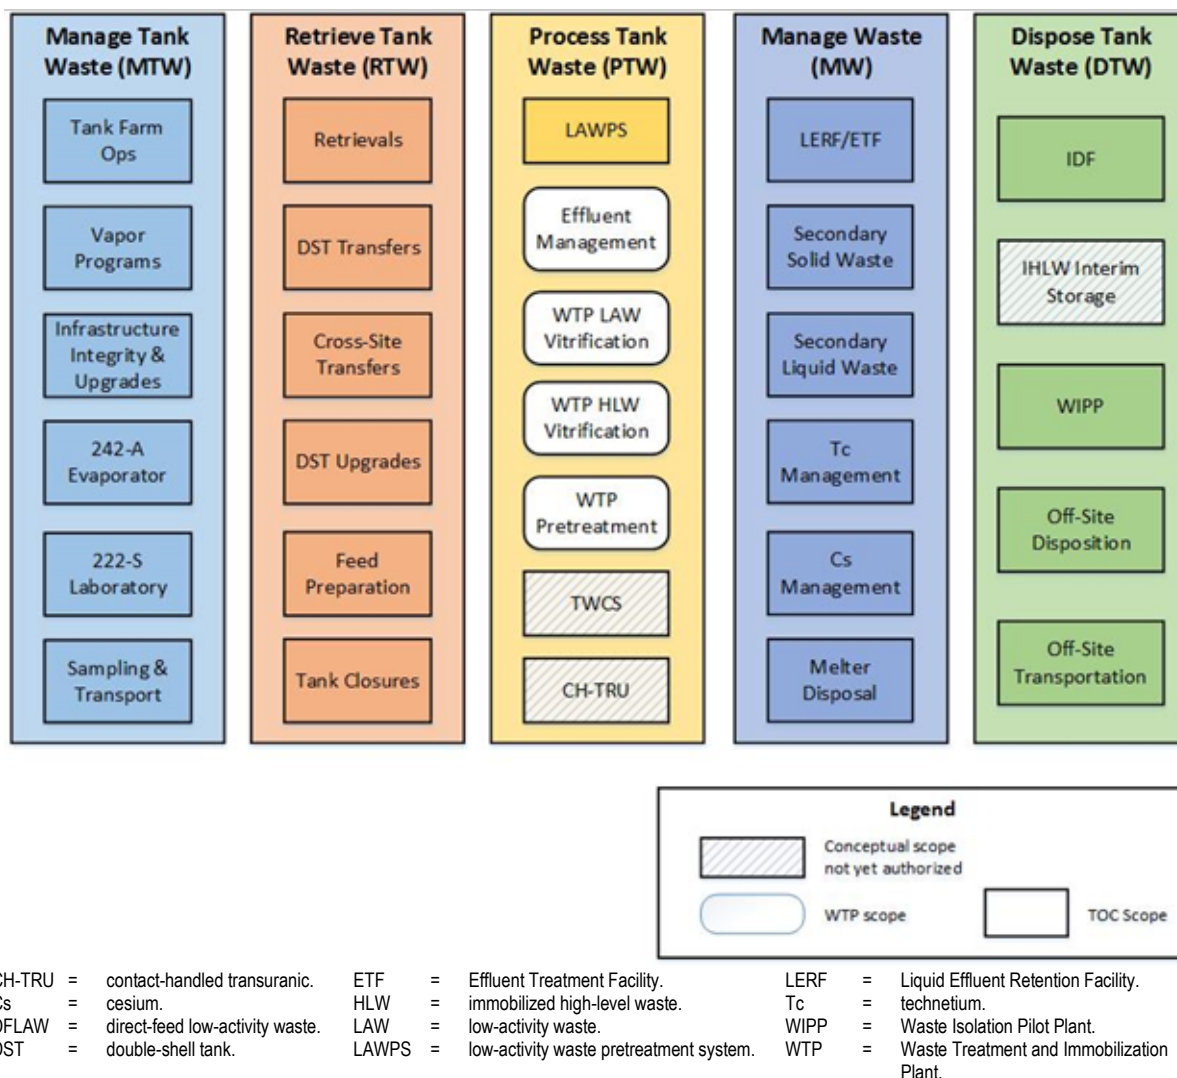 Manage Tank
Waste (MTW)
Tank Farm
Ops
Vapor
Programs
Infrastructure
Integrity &
Upgrades
242-A
Evaporator
222-S
Laboratory
Sampling &
Transport
Retrieve Tank
Waste (RTW)
Retrievals
DST Transfers
Cross-Site
Transfers
DST Upgrades
Feed
Preparation
Tank Closures
Process Tank
Waste (PTW)
LAWPS
Effluent
Management
WTP LAW
Vitrification
WTP HLW
Vitrification
WTP
Pretreatment
TWCS
CH-TRU
Manage Waste
(MW)
LERF/ETF
Secondary
Solid Waste
Secondary
Liquid Waste
Tc
Management
Cs
Management
Melter
Disposal
Dispose Tank
Waste (DTW)
IDF
IHLW Interim
Storage
WIPP
Off-Site
Disposition
Off-Site
Transportation
Legend
Conceptual scope
not yet authorized
WTP scope
TOC Scope
CH-TRU = contact-handled transuranic.
Cs = cesium.
DFLAW = direct-feed low-activity waste.
DST = double-shell tank.
ETF = Effluent Treatment Facility.
HLW = immobilized high-level waste.
LAW = low-activity waste.
LAWPS = low-activity waste pretreatment system.
LERF = Liquid Effluent Retention Facility.
Tc = technetium.
WIPP = Waste Isolation Pilot Plant.
WTP = Waste Treatment and Immobilization
Plant.